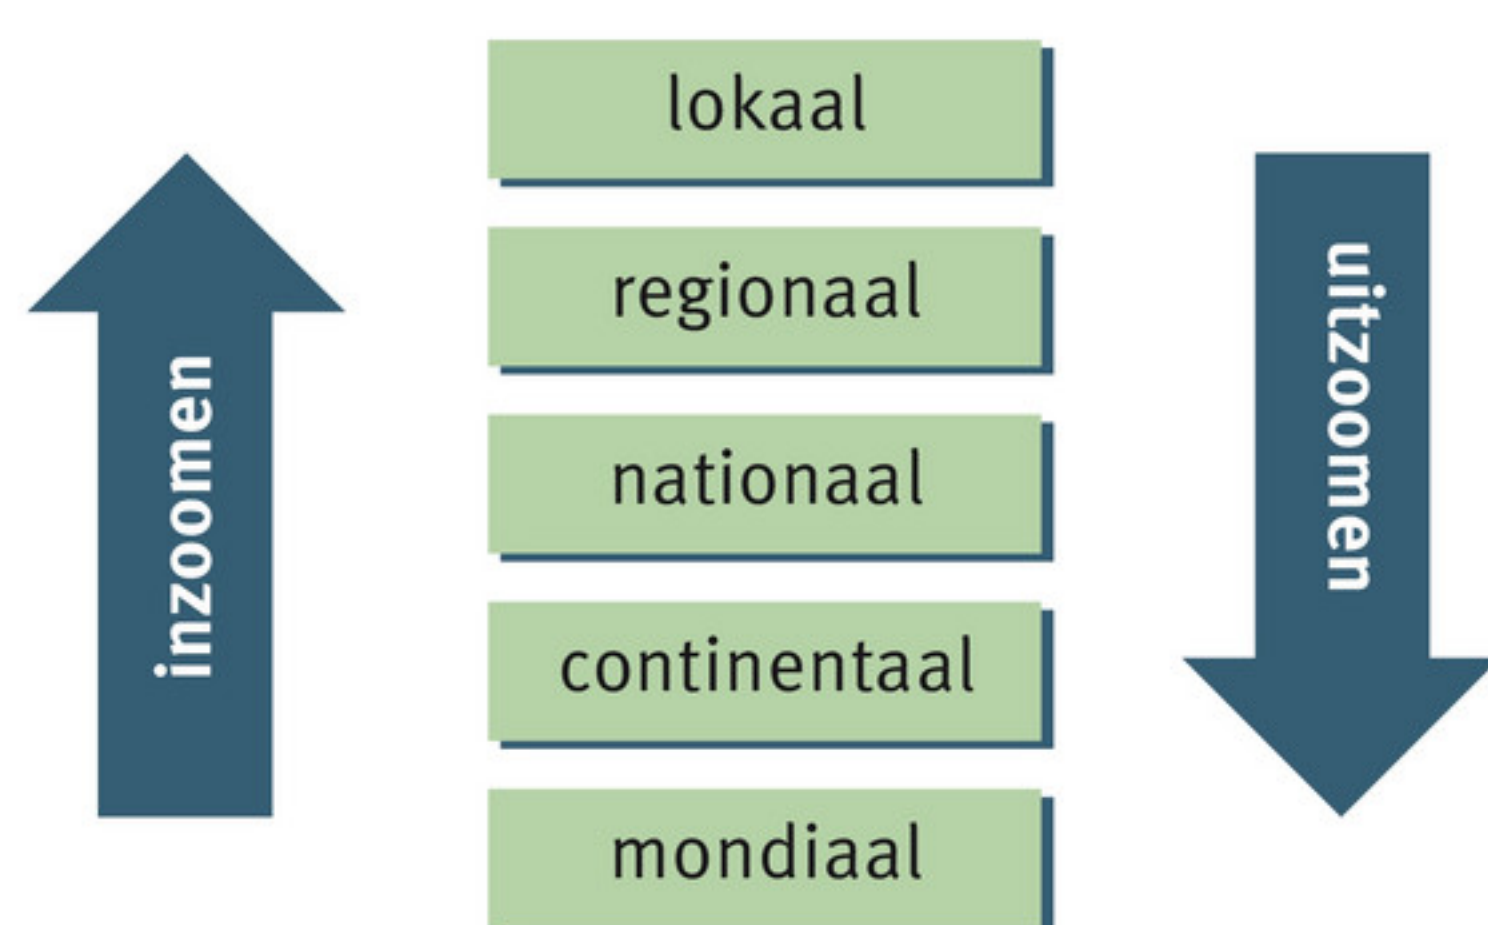 lokaal
regionaal
nationaal
continentaal
mondiaal
inzoomen
uitzoomen